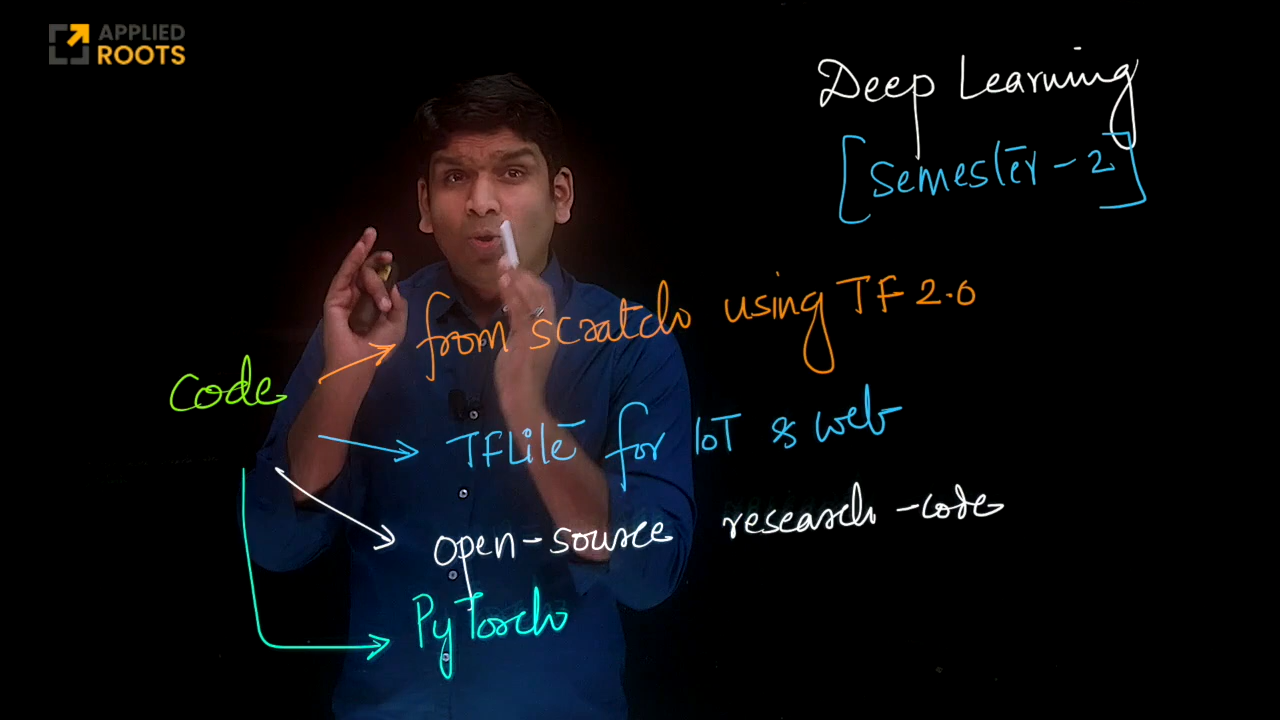 APPLIED
ROOTS
Deep Learning
[Semester-2]
code
from scratch using TF 2.0
TFLite for IoT & web
open-source research-code
PyTorch